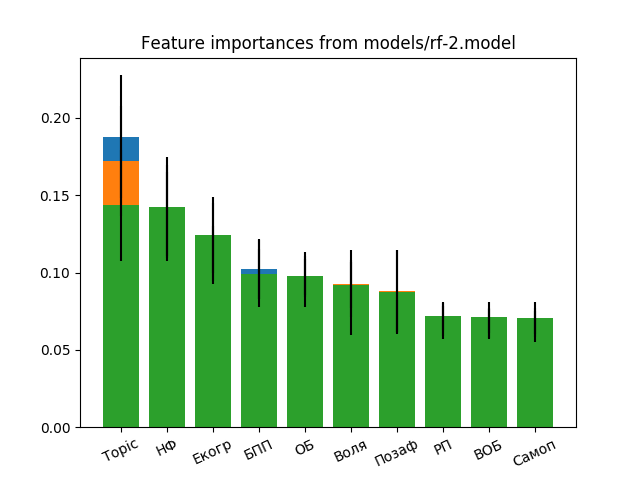 Feature importances from models/rf-2.model
0.20
0.15
0.10
0.05
0.00
Торіс НФ Екогр БПП ОБ Воля Позаф РП ВОБ Самоп